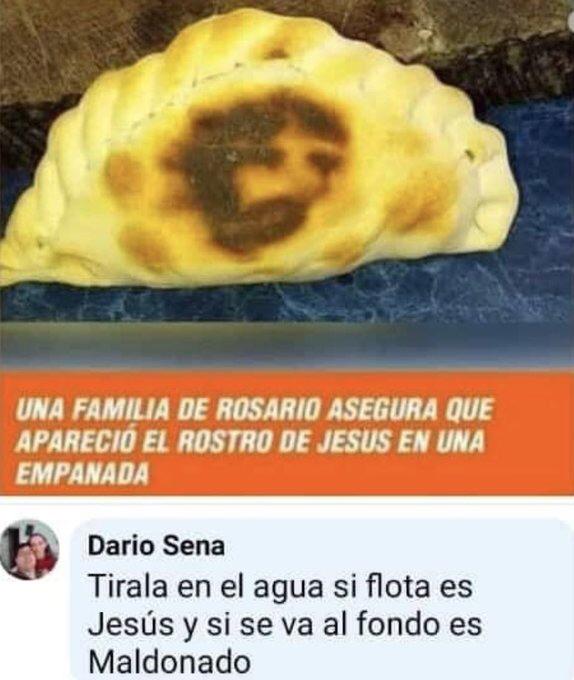 UNA FAMILIA DE ROSARIO ASEGURA QUE
APARECIÓ EL ROSTRO DE JESUS EN UNA
EMPANADA
Dario Sena
Tirala en el agua si flota es
Jesús y si se va al fondo es
Maldonado